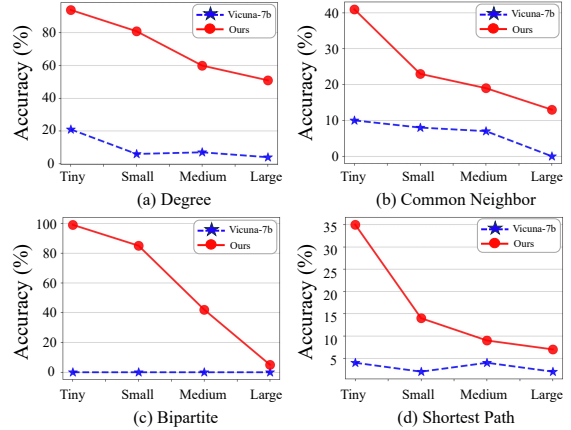 Accuracy (%)
80
60
40
20
0
Vicuna-7b
Ours
Tiny Small Medium Large
(a) Degree
Accuracy (%)
40
30
20
10
0
Vicuna-7b
Ours
Tiny Small Medium Large
(b) Common Neighbor
Accuracy (%)
100
80
60
40
20
0
Vicuna-7b
Ours
Tiny Small Medium Large
(c) Bipartite
Accuracy (%)
35
25
20
15
10
5
Vicuna-7b
Ours
Tiny Small Medium Large
(d) Shortest Path